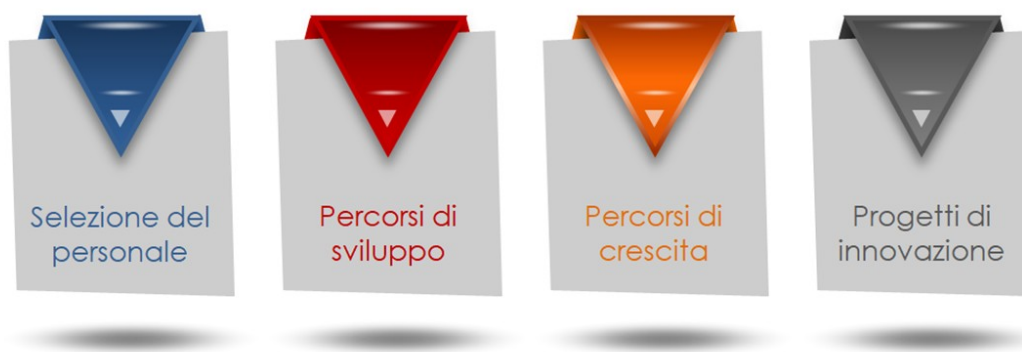 Selezione del
personale
Percorsi di
sviluppo
Percorsi di
crescita
Progetti di
innovazione